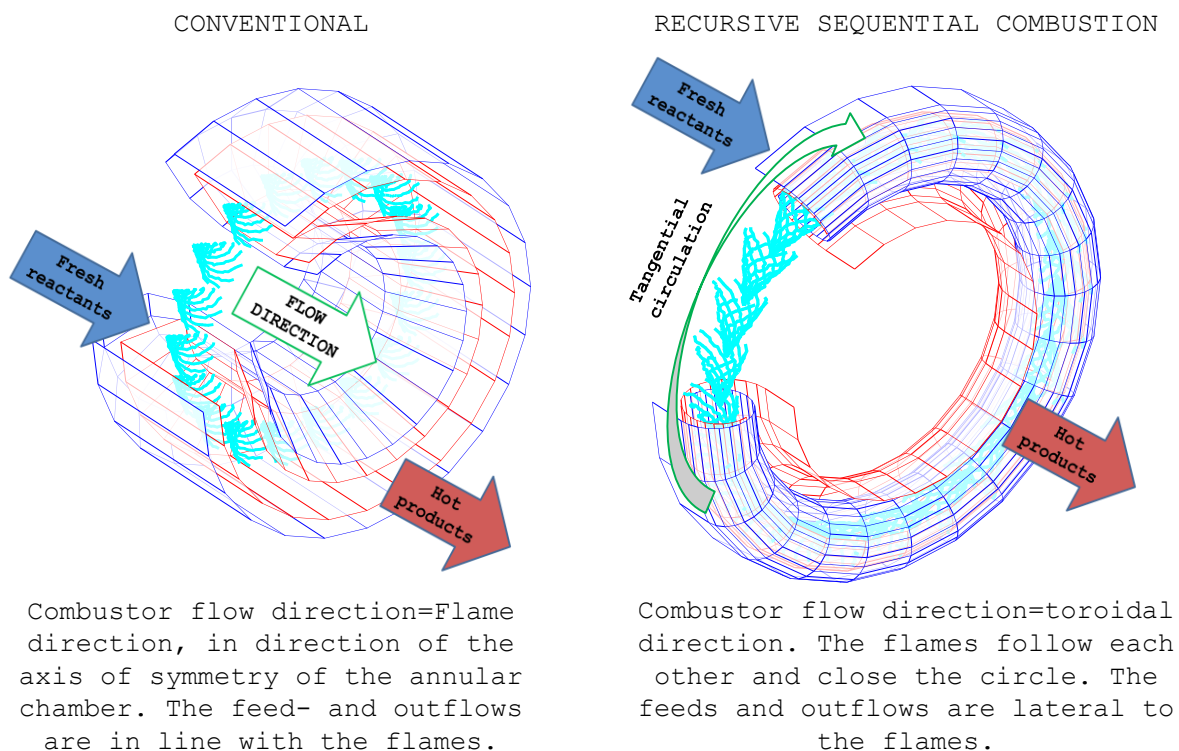 CONVENTIONAL
Fresh
reactants
FLOW
DIRECTION
Hot
products
Combustor flow direction=Flame
direction, in direction of the
axis of symmetry of the annular
chamber. The feed- and outflows
are in line with the flames.
RECURSIVE SEQUENTIAL COMBUSTION
Fresh
reactants
Tangential
circulation
Hot
products
Combustor flow direction=toroidal
direction. The flames follow each
other and close the circle. The
feeds and outflows are lateral to
the flames.